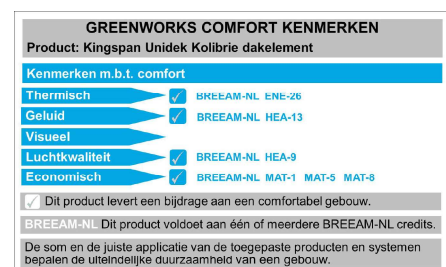 GREENWORKS COMFORT KENMERKEN
Product: Kingspan Unidek Kolibrie dakelement
Kenmerken m.b.t. comfort
Thermisch BREEAM-NL ENE-26
Geluid BREEAM-NL HEA-13
Visueel
Luchtkwaliteit BREEAM-NL HEA-9
Economisch BREEAM-NL MAT-1 MAT-5 MAT-8
Dit product levert een bijdrage aan een comfortabel gebouw.
BREEAM-NL Dit product voldoet aan één of meerdere BREEAM-NL credits.
De som en de juiste applicatie van de toegepaste producten en systemen
bepalen de uiteindelijke duurzaamheid van een gebouw.